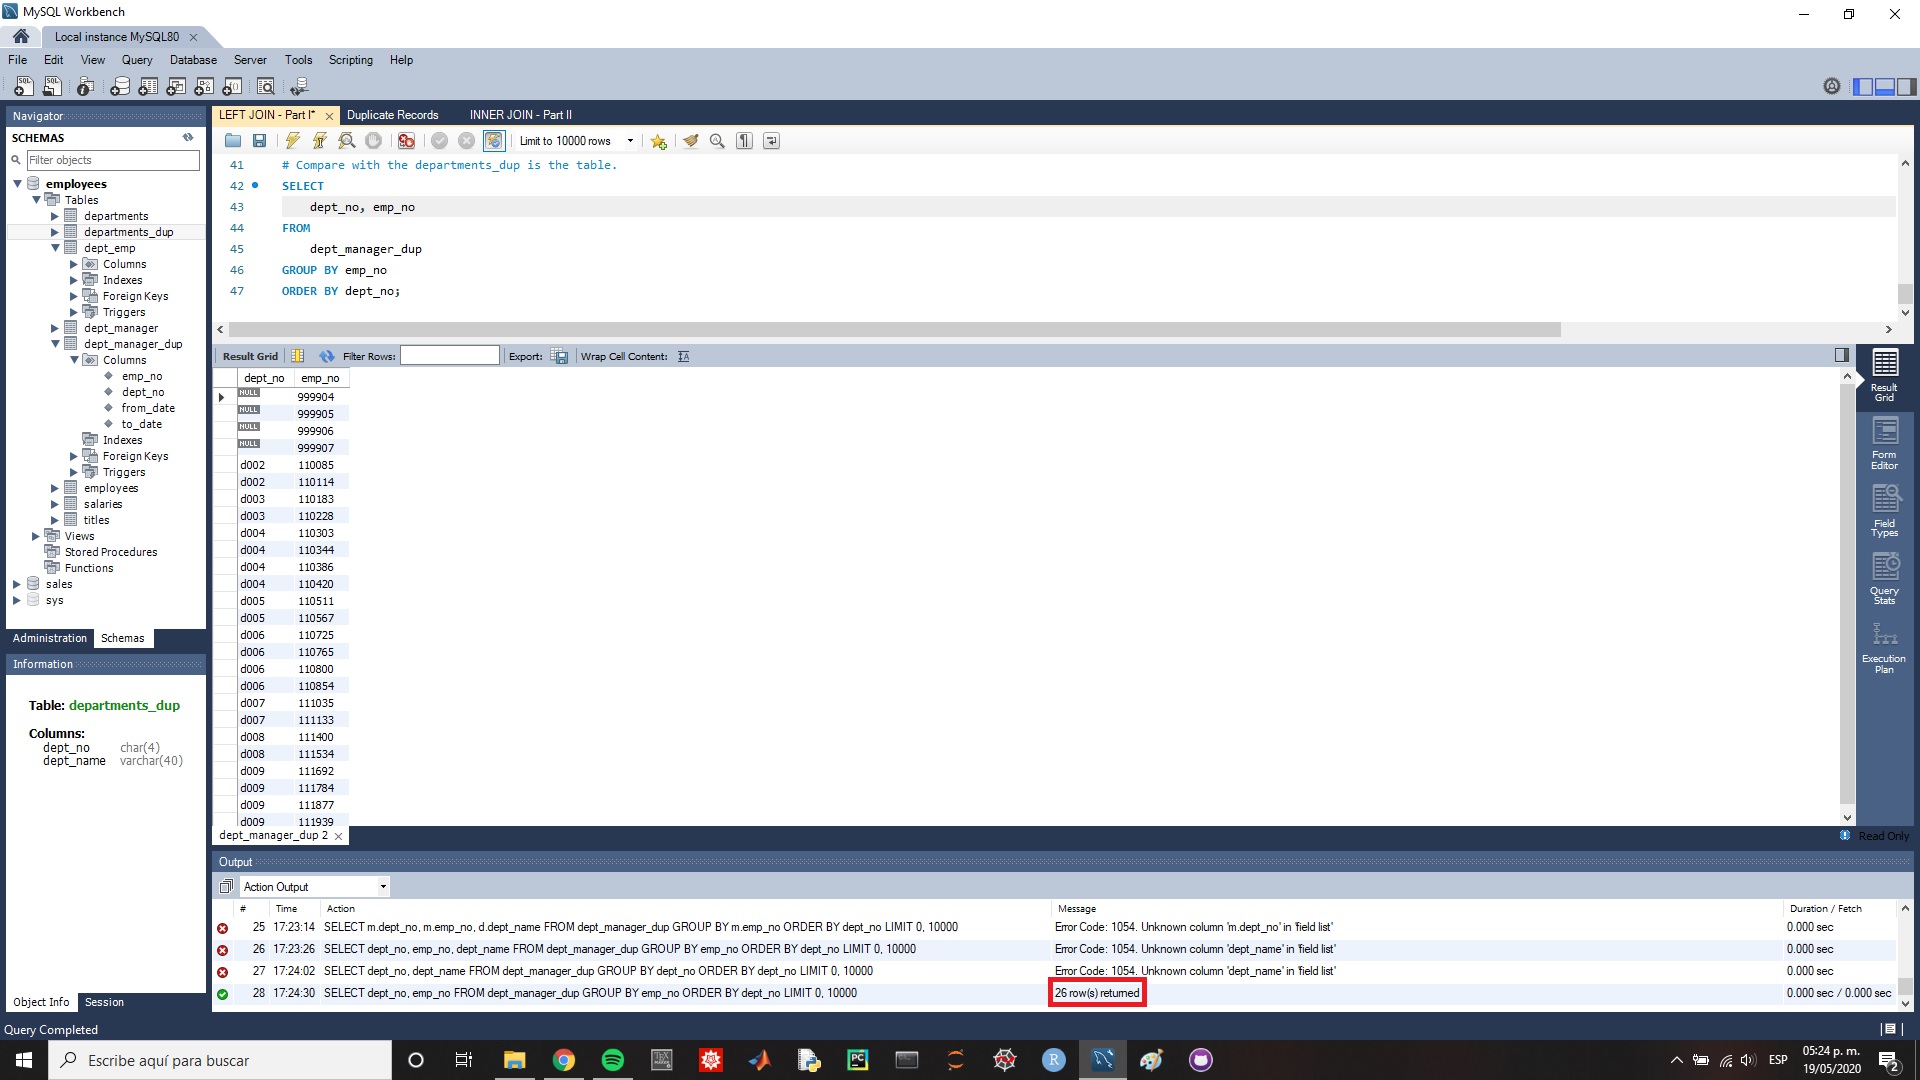 MySQL Workbench
Local instance MySQL80
File Edit View Query Database Server Tools Scripting Help
Navigator
SCHEMAS
Filter objects
employees
Tables
departments
departments_dup
dept_emp
Columns
Indexes
Foreign Keys
Triggers
dept_manager
dept_manager_dup
Columns
emp_no
dept_no
from_date
to_date
Indexes
Foreign Keys
Triggers
employees
salaries
titles
Views
Stored Procedures
Functions
sales
sys
Administration Schemas
Information
Table: departments_dup
Columns:
dept_no char(4)
dept_name varchar(40)
Object Info Session
LEFT JOIN - Part I* Duplicate Records INNER JOIN - Part II
Limit to 10000 rows
41 # Compare with the departments_dup is the table.
42 SELECT
43 dept_no, emp_no
44 FROM
45 dept_manager_dup
46 GROUP BY emp_no
47 ORDER BY dept_no;
Result Grid Filter Rows: Export: Wrap Cell Content:
dept_no emp_no
NULL 999904
NULL 999905
NULL 999906
NULL 999907
d002 110085
d002 110114
d003 110183
d003 110228
d004 110303
d004 110344
d004 110386
d004 110420
d005 110511
d005 110567
d006 110725
d006 110765
d006 110800
d006 110854
d007 111035
d007 111133
d008 111400
d008 111534
d009 111692
d009 111784
d009 111877
d009 111939
Result
Grid
Form
Editor
Field
Types
Query
Stats
Execution
Plan
dept_manager_dup 2
Read Only
Output
Action Output
# Time Action Message Duration / Fetch
25 17:23:14 SELECT m.dept_no, m.emp_no, d.dept_name FROM dept_manager_dup GROUP BY m.emp_no ORDER BY dept_no LIMIT 0, 10000 Error Code: 1054. Unknown column 'm.dept_no' in 'field list' 0.000 sec
26 17:23:26 SELECT dept_no, emp_no, dept_name FROM dept_manager_dup GROUP BY emp_no ORDER BY dept_no LIMIT 0, 10000 Error Code: 1054. Unknown column 'dept_name' in 'field list' 0.000 sec
27 17:24:02 SELECT dept_no, dept_name FROM dept_manager_dup GROUP BY dept_no ORDER BY dept_no LIMIT 0, 10000 Error Code: 1054. Unknown column 'dept_name' in 'field list' 0.000 sec
28 17:24:30 SELECT dept_no, emp_no FROM dept_manager_dup GROUP BY emp_no ORDER BY dept_no LIMIT 0, 10000 26 row(s) returned 0.000 sec / 0.000 sec
Query Completed
Escribe aquí para buscar
ESP
05:24 p. m.
19/05/2020
2